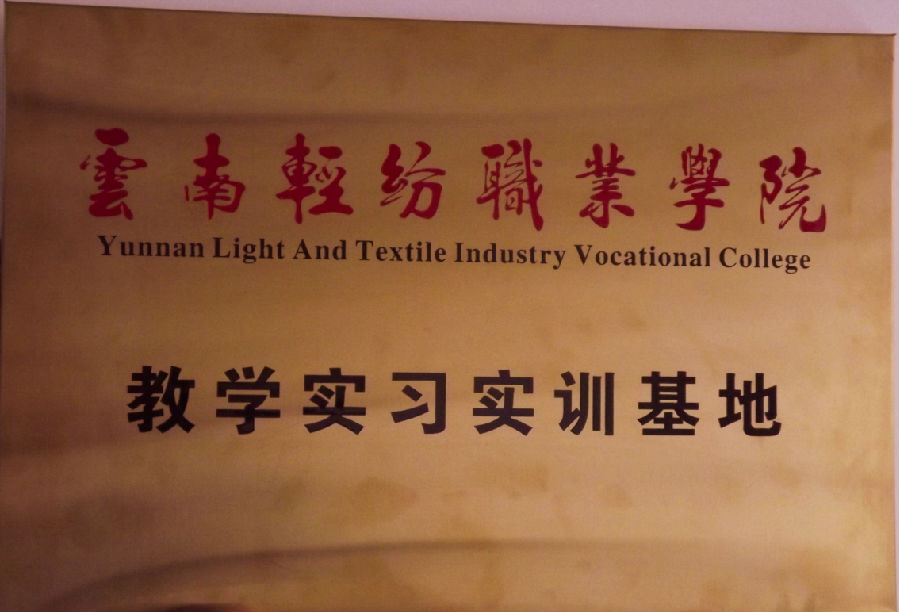 雲南輕紡職業學院
Yunnan Light And Textile Industry Vocational College
教学实习实训基地